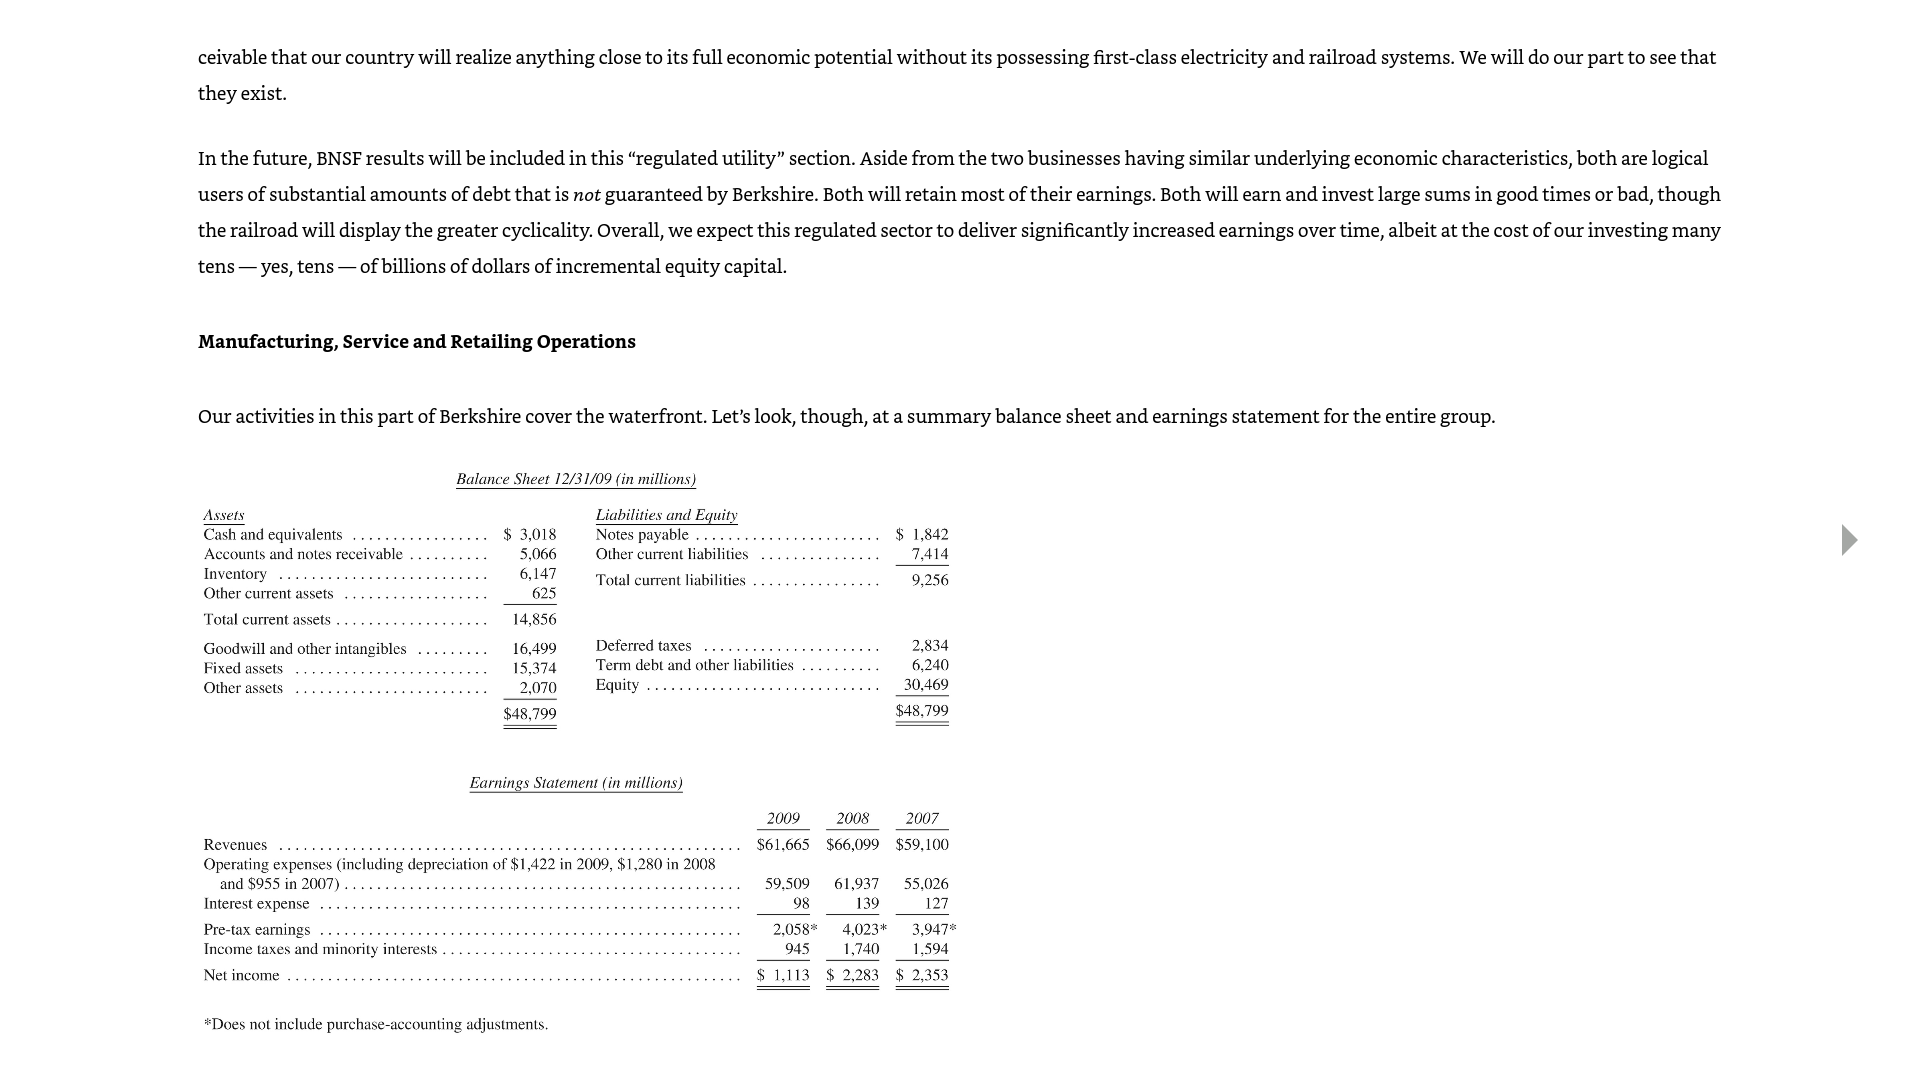 ceivable that our country will realize anything close to its full economic potential without its possessing first-class electricity and railroad systems. We will do our part to see that
they exist.
In the future, BNSF results will be included in this “regulated utility” section. Aside from the two businesses having similar underlying economic characteristics, both are logical
users of substantial amounts of debt that is not guaranteed by Berkshire. Both will retain most of their earnings. Both will earn and invest large sums in good times or bad, though
the railroad will display the greater cyclicality. Overall, we expect this regulated sector to deliver significantly increased earnings over time, albeit at the cost of our investing many
tens — yes, tens — of billions of dollars of incremental equity capital.
Manufacturing, Service and Retailing Operations
Our activities in this part of Berkshire cover the waterfront. Let’s look, though, at a summary balance sheet and earnings statement for the entire group.
Balance Sheet 12/31/09 (in millions)
Assets
Cash and equivalents ................. $ 3,018
Accounts and notes receivable .......... 5,066
Inventory .......................... 6,147
Other current assets .................. 625
Total current assets ................... 14,856
Goodwill and other intangibles ......... 16,499
Fixed assets ........................ 15,374
Other assets ........................ 2,070
$48,799
Liabilities and Equity
Notes payable ....................... $ 1,842
Other current liabilities ............... 7,414
Total current liabilities ................ 9,256
Deferred taxes ...................... 2,834
Term debt and other liabilities .......... 6,240
Equity ............................. 30,469
$48,799
Earnings Statement (in millions)
2009 2008 2007
Revenues ......................................................... $61,665 $66,099 $59,100
Operating expenses (including depreciation of $1,422 in 2009, $1,280 in 2008
and $955 in 2007) ................................................. 59,509 61,937 55,026
Interest expense .................................................... 98 139 127
Pre-tax earnings .................................................... 2,058* 4,023* 3,947*
Income taxes and minority interests ..................................... 945 1,740 1,594
Net income ........................................................ $ 1,113 $ 2,283 $ 2,353
*Does not include purchase-accounting adjustments.